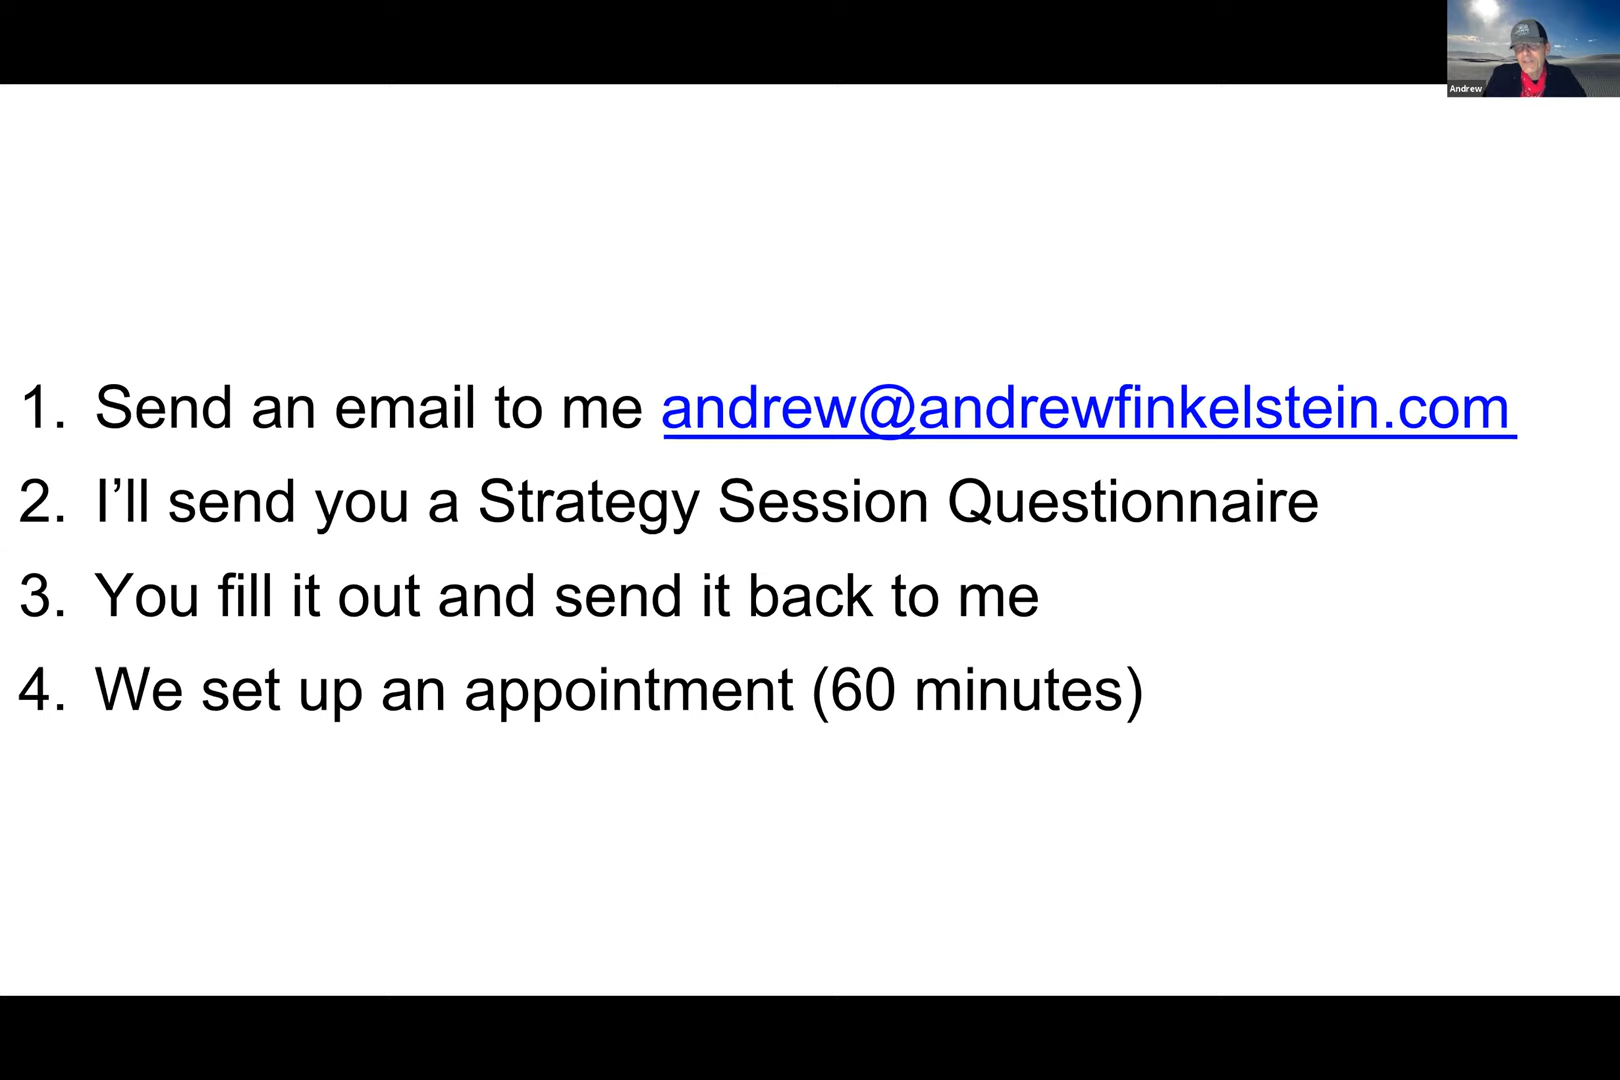 Andrew
1. Send an email to me andrew@andrewfinkelstein.com
2. I’ll send you a Strategy Session Questionnaire
3. You fill it out and send it back to me
4. We set up an appointment (60 minutes)